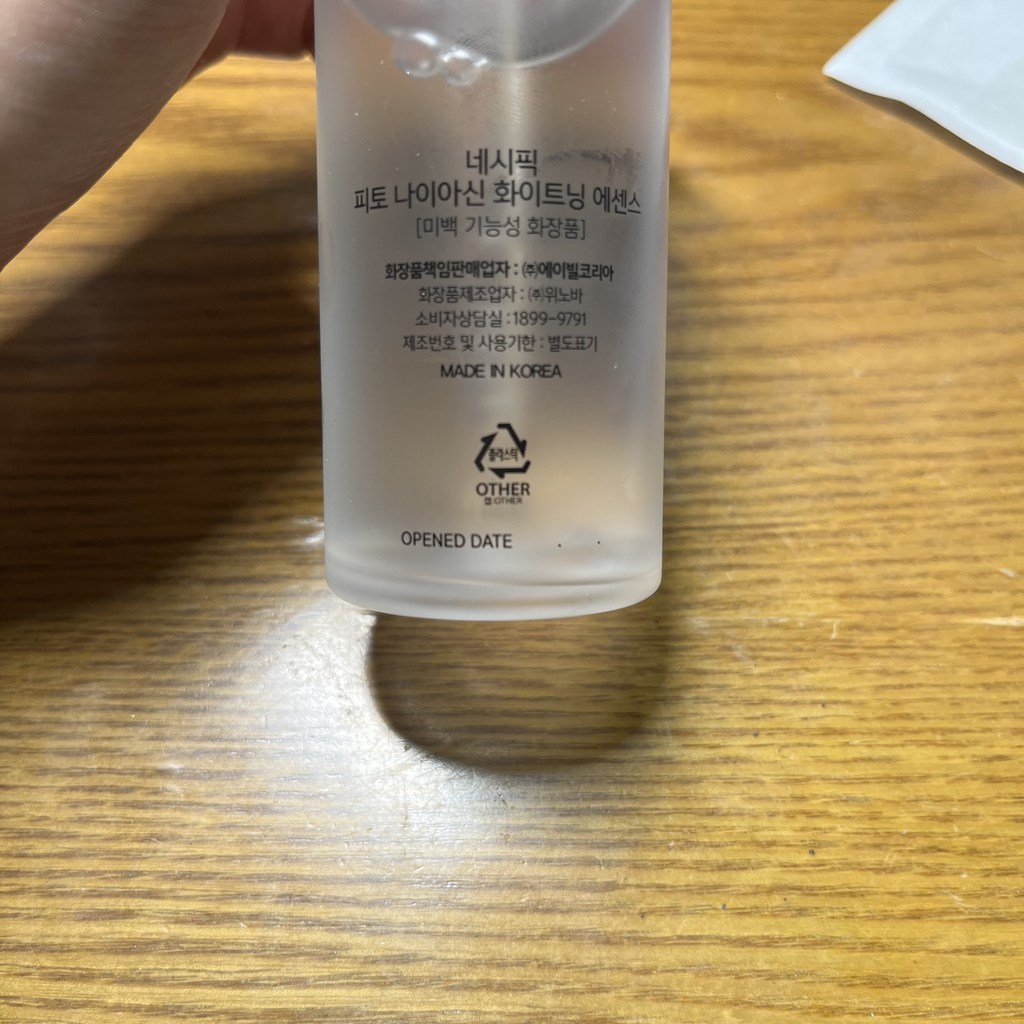 네시픽
피토 나이아신 화이트닝 에센스
[미백 기능성 화장품]
화장품책임판매업자 : ㈜에이빌코리아
화장품제조업자 : ㈜위노바
소비자상담실 : 1899-9791
제조번호 및 사용기한 : 별도표기
MADE IN KOREA
플라스틱
OTHER
캡:OTHER
OPENED DATE . .